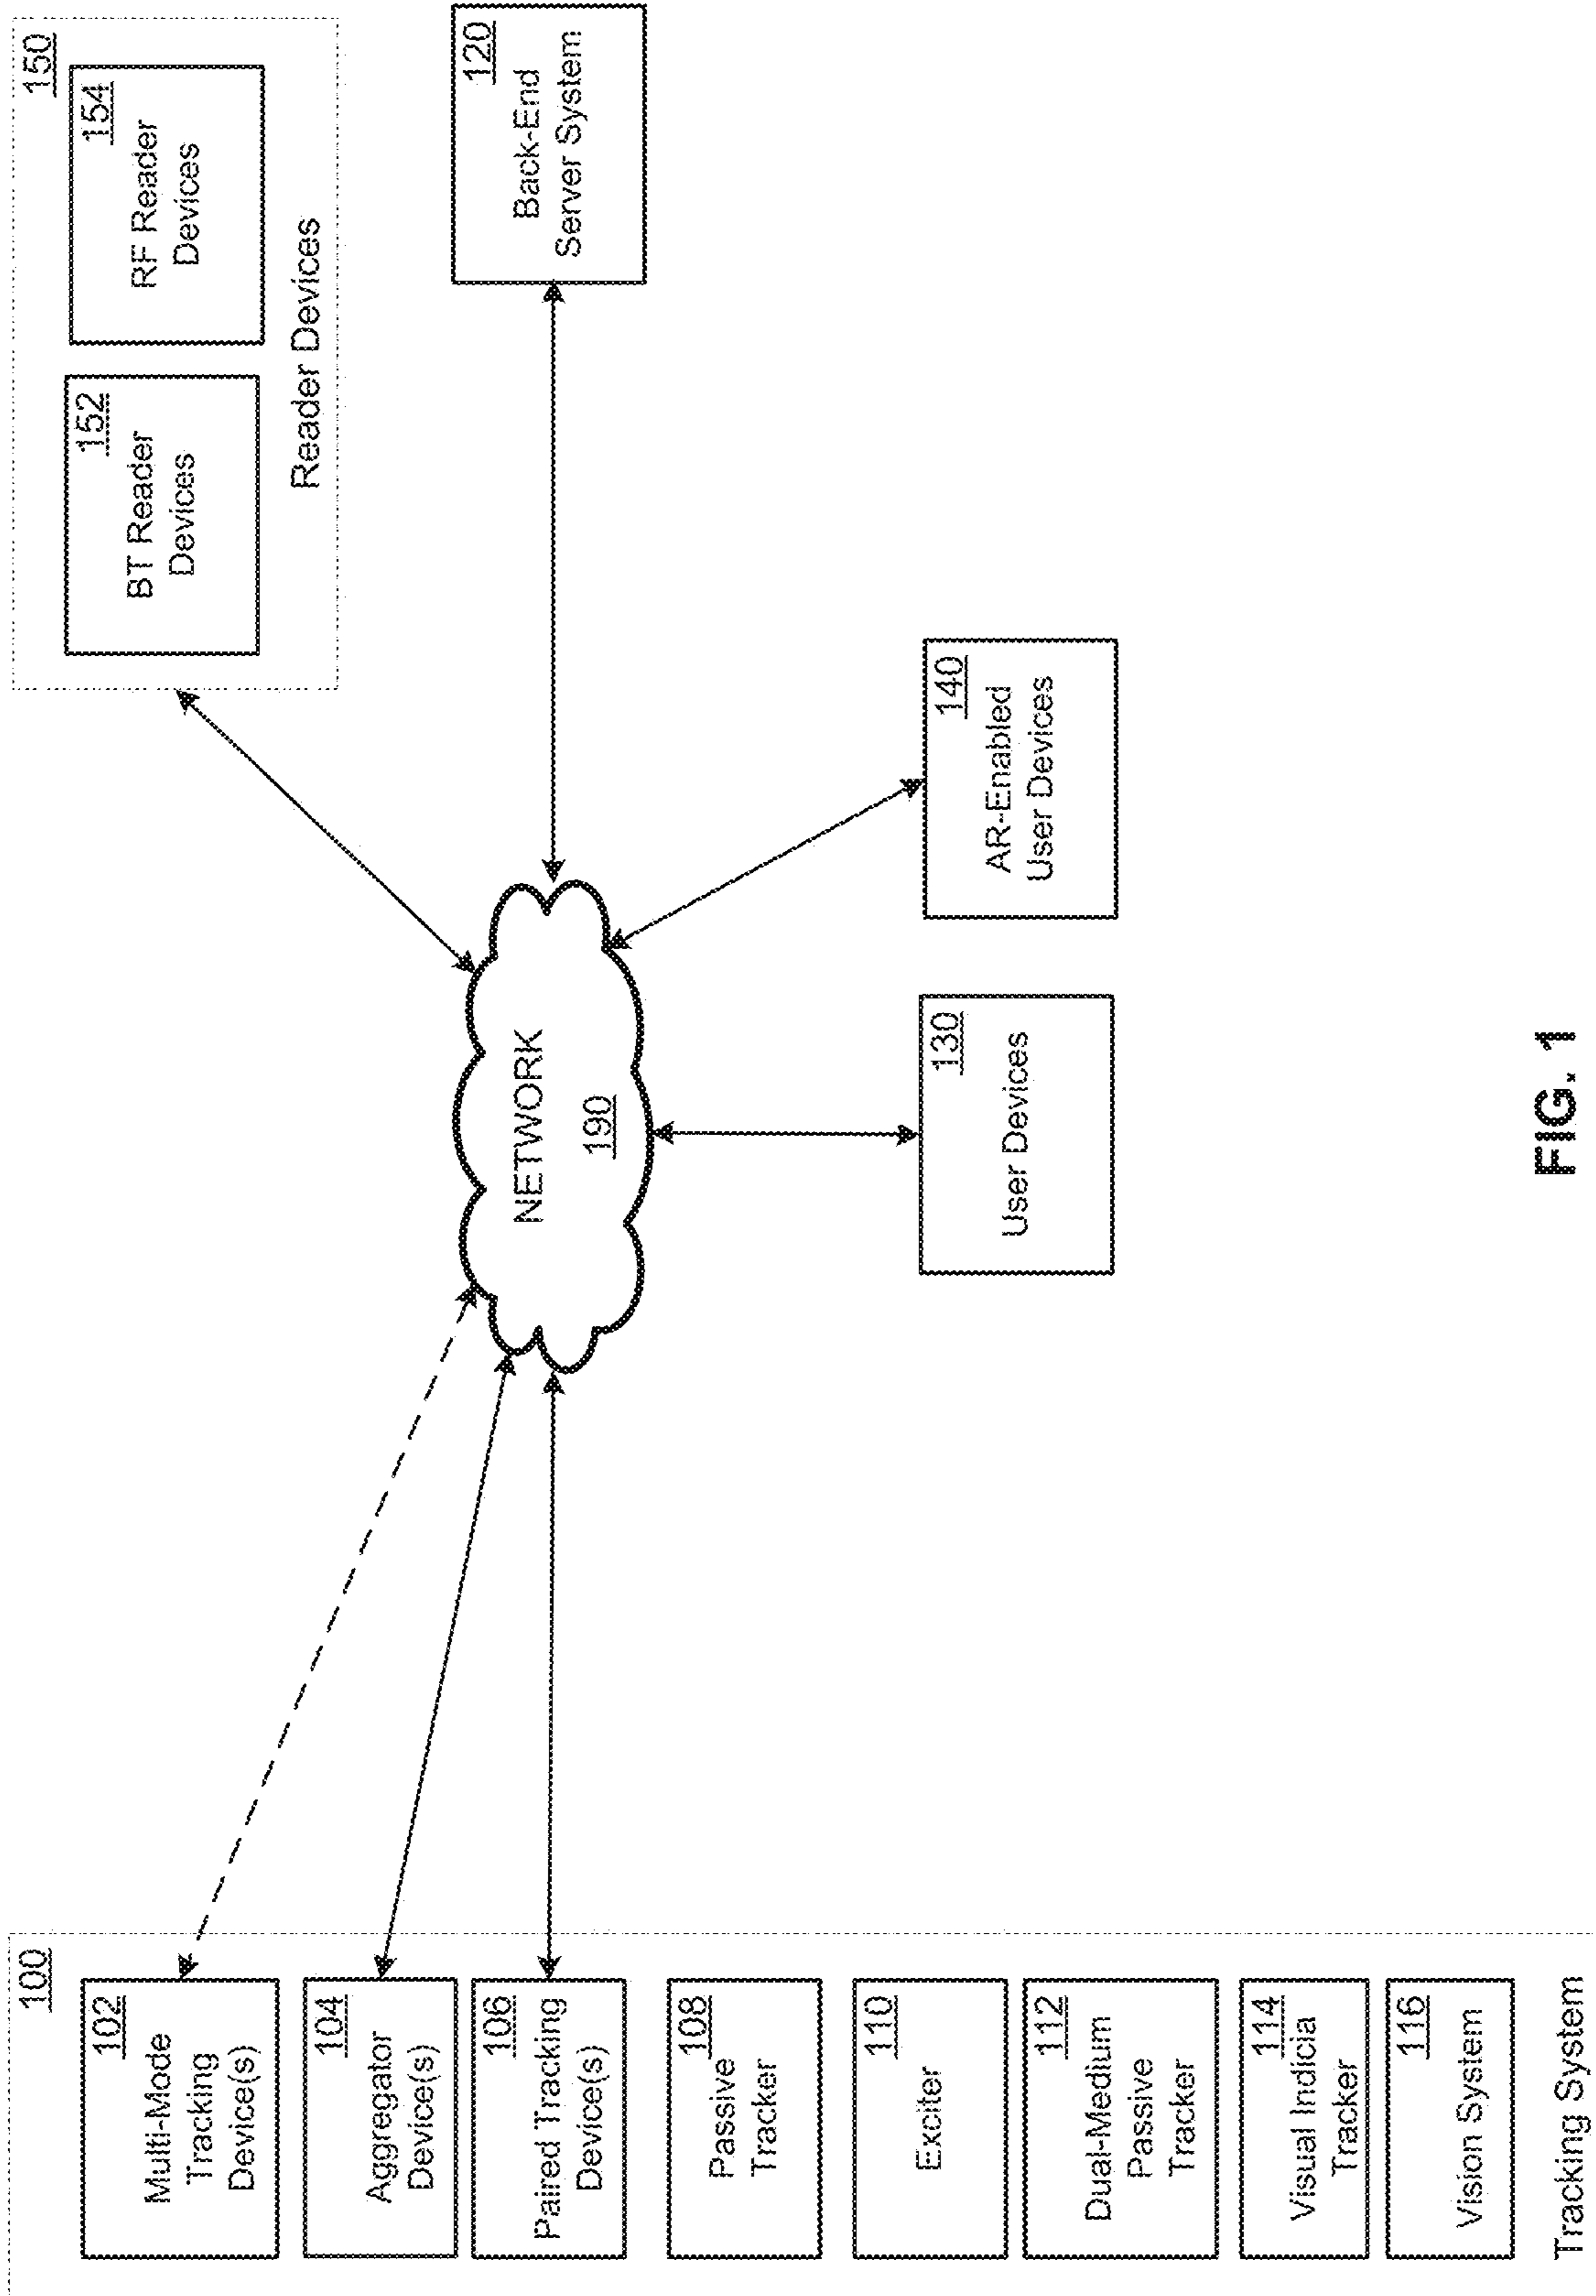 100
102
Multi-Mode
Tracking
Device(s)
104
Aggregator
Device(s)
106
Paired Tracking
Device(s)
108
Passive
Tracker
110
Exciter
112
Dual-Medium
Passive
Tracker
114
Visual Indicia
Tracker
116
Vision System
Tracking System
NETWORK
190
150
152
BT Reader
Devices
154
RF Reader
Devices
Reader Devices
120
Back-End
Server System
130
User Devices
140
AR-Enabled
User Devices
FIG. 1